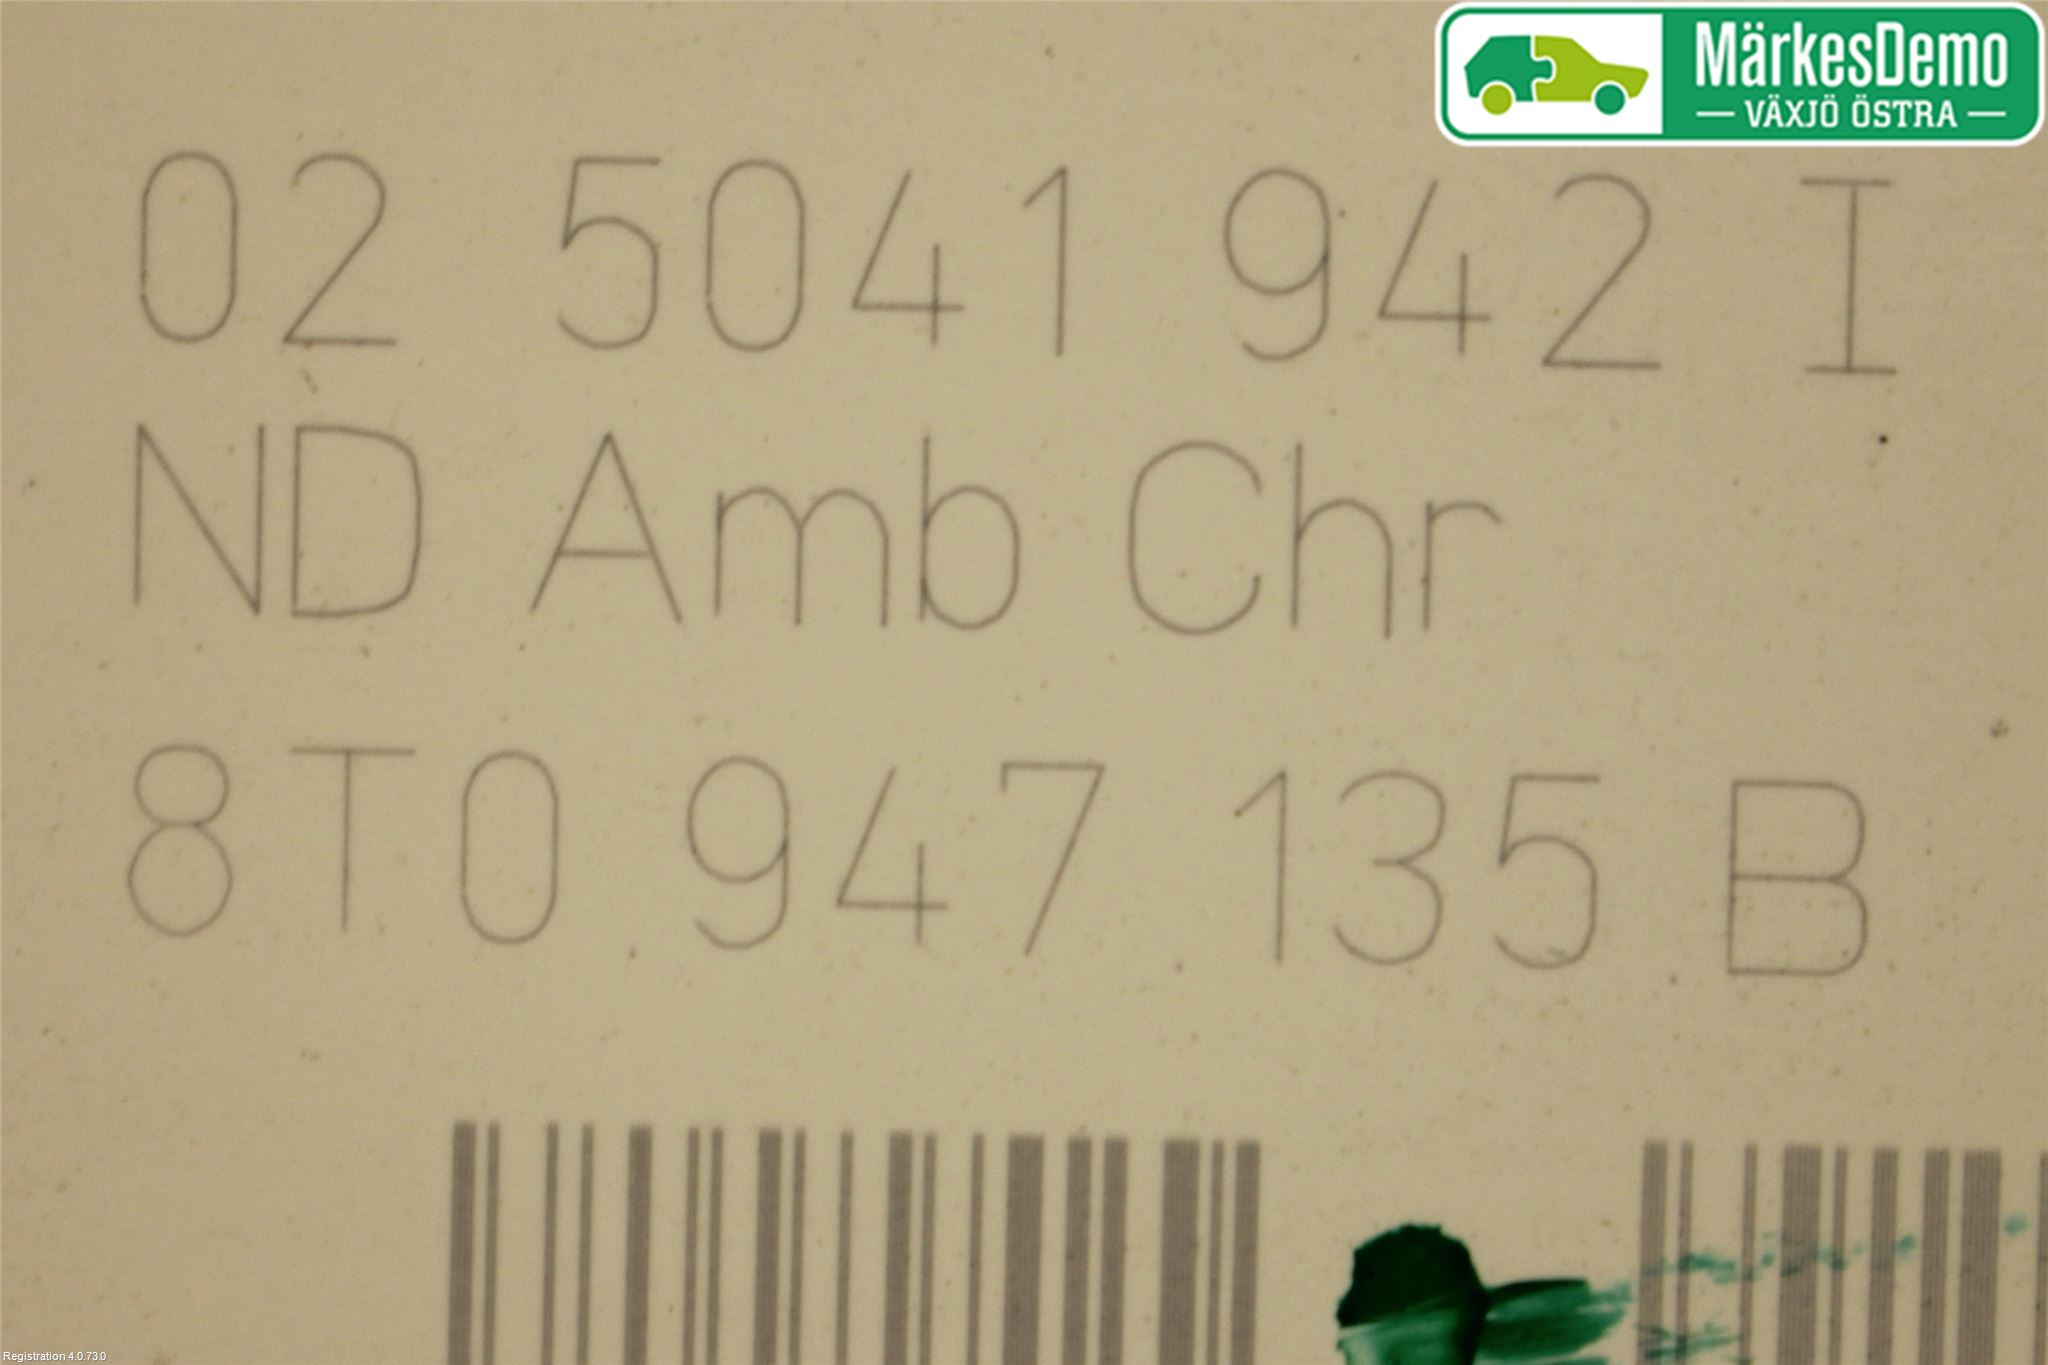 MärkesDemo
VÄXJÖ ÖSTRA
02 5041 942 I
ND Amb Chr
8T0 947 135 B
Registration 4.0.73.0